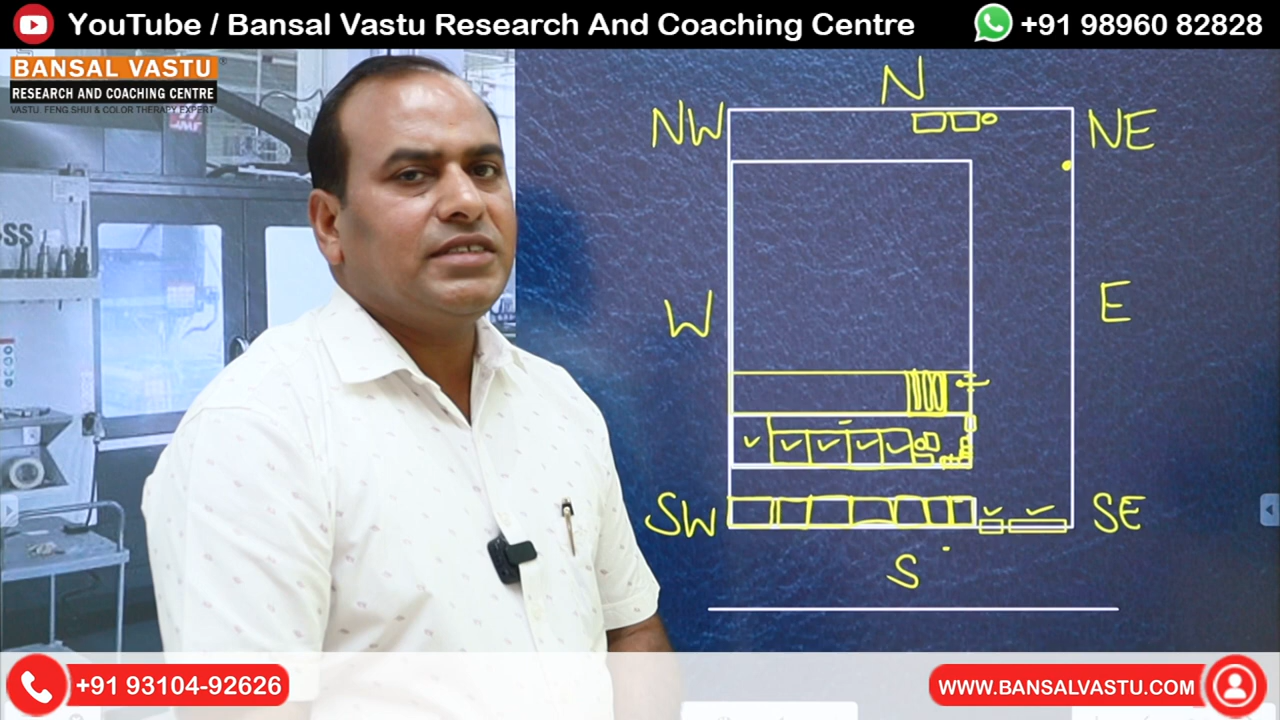 YouTube / Bansal Vastu Research And Coaching Centre
+91 98960 82828
BANSAL VASTU
RESEARCH AND COACHING CENTRE
VASTU, FENG SHUI & COLOR THERAPY EXPERT
SS
N
NW
NE
W
E
SW
SE
S
+91 93104-92626
WWW.BANSALVASTU.COM